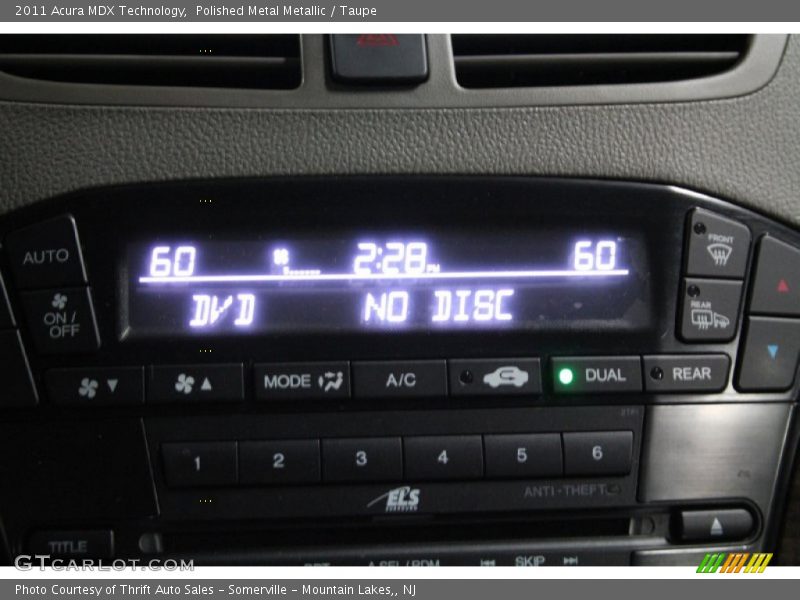 2011 Acura MDX Technology,  Polished Metal Metallic / Taupe
FRONT
AUTO
60 2:28 PM 60
ON/
OFF
DVD NO DISC
REAR
MODE A/C DUAL REAR
1 2 3 4 5 6
ELS
ANTI-THEFT
TITLE
SKIP
GTCarLot.com
Photo Courtesy of Thrift Auto Sales - Somerville - Mountain Lakes,, NJ